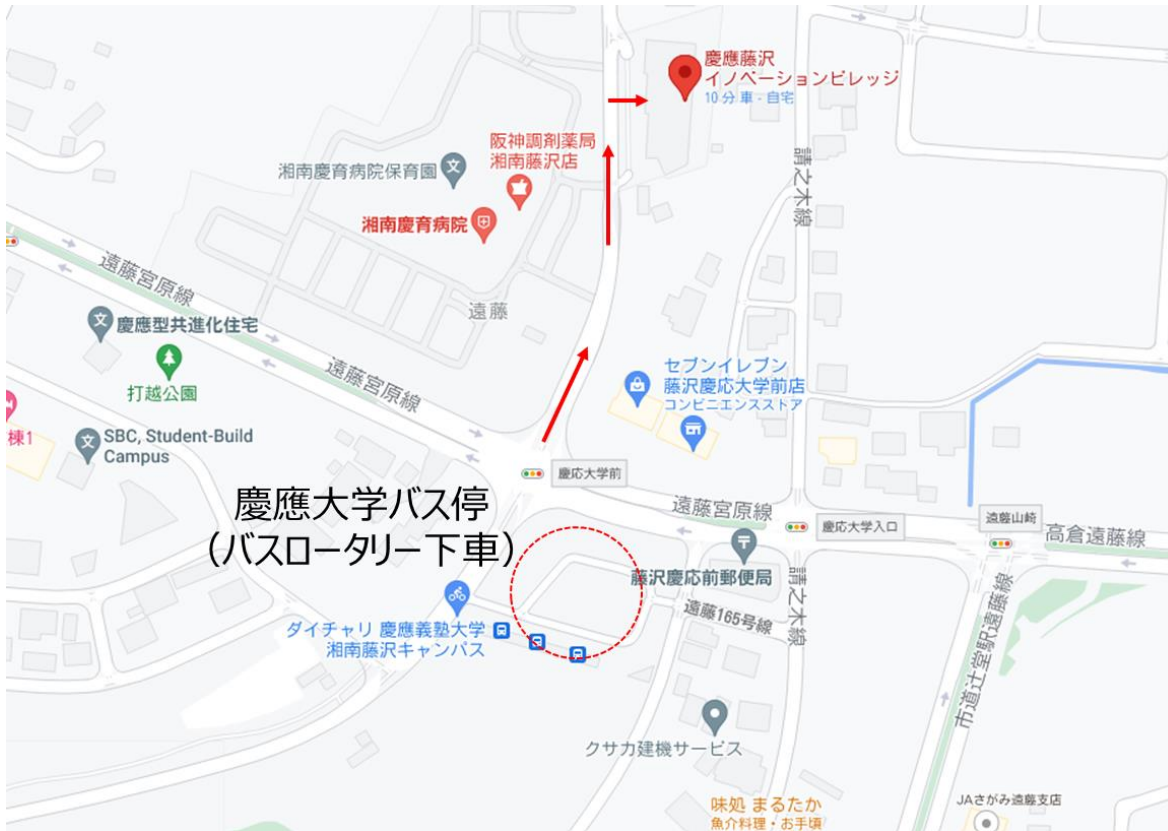 慶應藤沢
イノベーションビレッジ
10 分 車 - 自宅
阪神調剤薬局
湘南藤沢店
湘南慶育病院保育園
湘南慶育病院
請之木線
遠藤宮原線
遠藤
慶應型共進化住宅
打越公園
遠藤宮原線
セブンイレブン
藤沢慶応大学前店
コンビニエンスストア
棟1
SBC, Student-Build
Campus
慶応大学前
慶應大学バス停
（バスロータリー下車）
遠藤宮原線
慶応大学入口
遠藤山崎
高倉遠藤線
藤沢慶応前郵便局
遠藤165号線
請之木線
ダイチャリ 慶應義塾大学
湘南藤沢キャンパス
市道辻堂駅遠藤線
クサカ建機サービス
味処 まるたか
魚介料理・お手頃
JAさがみ遠藤支店